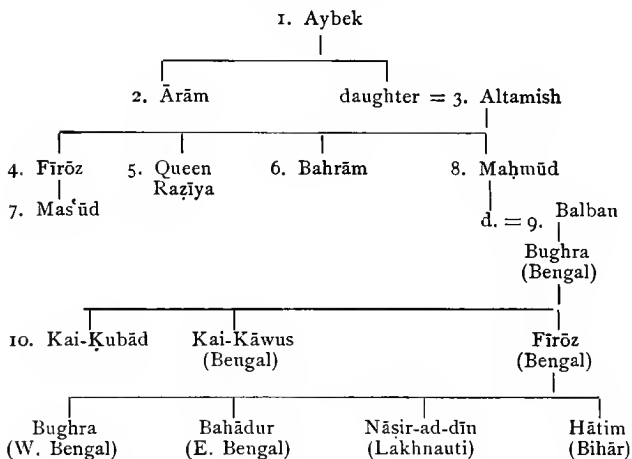 1. Aybek
2. Ārām daughter = 3. Altamish
4. Fīrōz 5. Queen Raẓīya 6. Bahrām 8. Maḥmūd
7. Mas‘ūd d. = 9. Balban
Bughra
(Bengal)
10. Kai-Ḳubād Kai-Kāwus Fīrōz
(Bengal) (Bengal)
Bughra Bahādur Nāṣir-ad-dīn Hātim
(W. Bengal) (E. Bengal) (Lakhnauti) (Bihār)